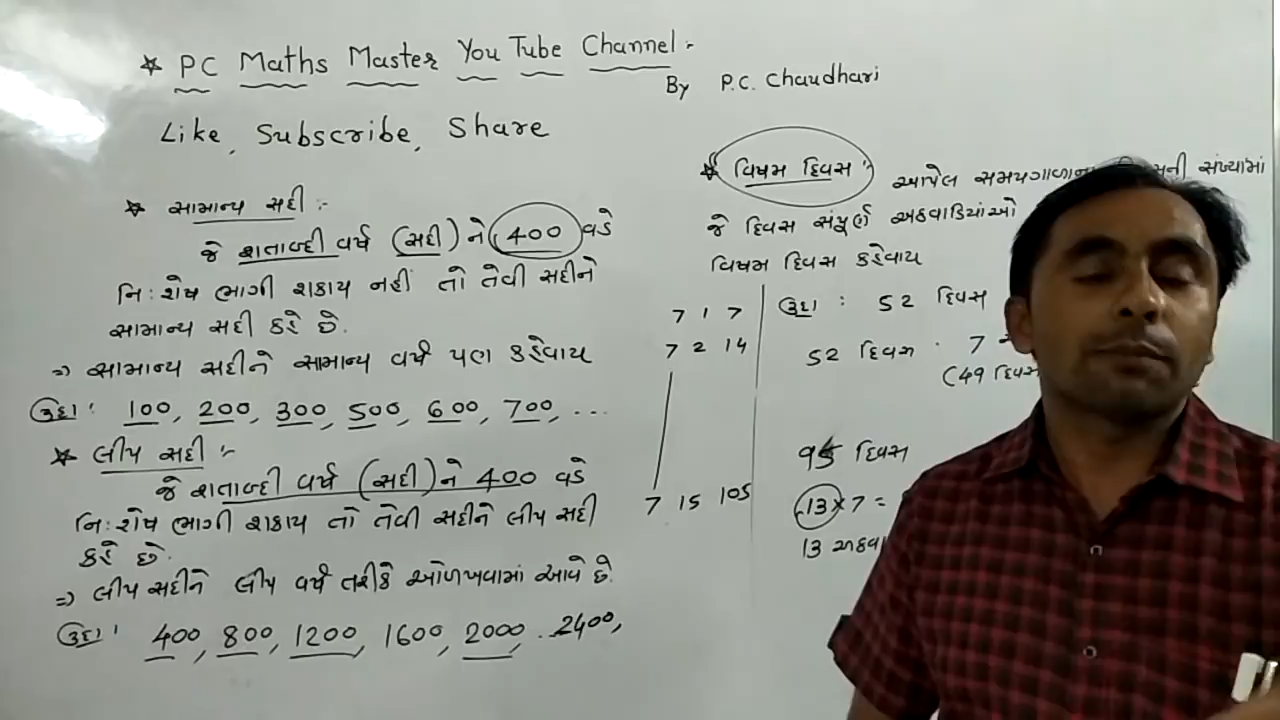 ★ PC Maths Master You Tube Channel:-
By P.C. Chaudhari
Like, Subscribe, Share
★ સામાન્ય સદી :-
જે શતાબ્દી વર્ષ (સદી) ને 400 વડે
નિ:શેષ ભાગી શકાય નહી તો તેવી સદીને
સામાન્ય સદી કહે છે.
=> સામાન્ય સદીને સામાન્ય વર્ષ પણ કહેવાય
ઉદા: 100, 200, 300, 500, 600, 700, ...
★ લીપ સદી :-
જે શતાબ્દી વર્ષ (સદી) ને 400 વડે
નિ:શેષ ભાગી શકાય તો તેવી સદીને લીપ સદી
કહે છે.
=> લીપ સદીને લીપ વર્ષ તરીકે ઓળખવામાં આવે છે.
ઉદા: 400, 800, 1200, 1600, 2000, 2400,
★ વિષમ દિવસ : આપેલ સમયગાળાના ની સંખ્યામાં
જે દિવસ સંપૂર્ણ અઠવાડિયાંઓ
વિષમ દિવસ કહેવાય
7 1 7
7 2 14
7 15 105
ઉદા : 52 દિવસ
52 દિવસ 7
(49 દિવસ
95 દિવસ
13 × 7 =
13 અઠવા